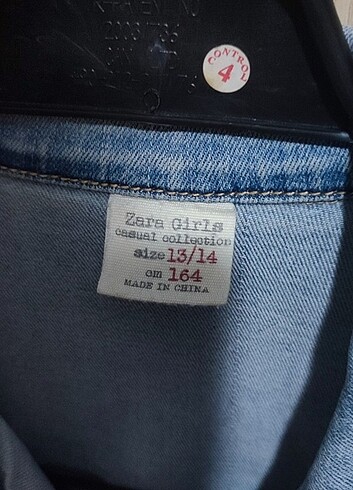 CONTROL
4
Zara Girls
casual collection
size 13/14
cm 164
MADE IN CHINA